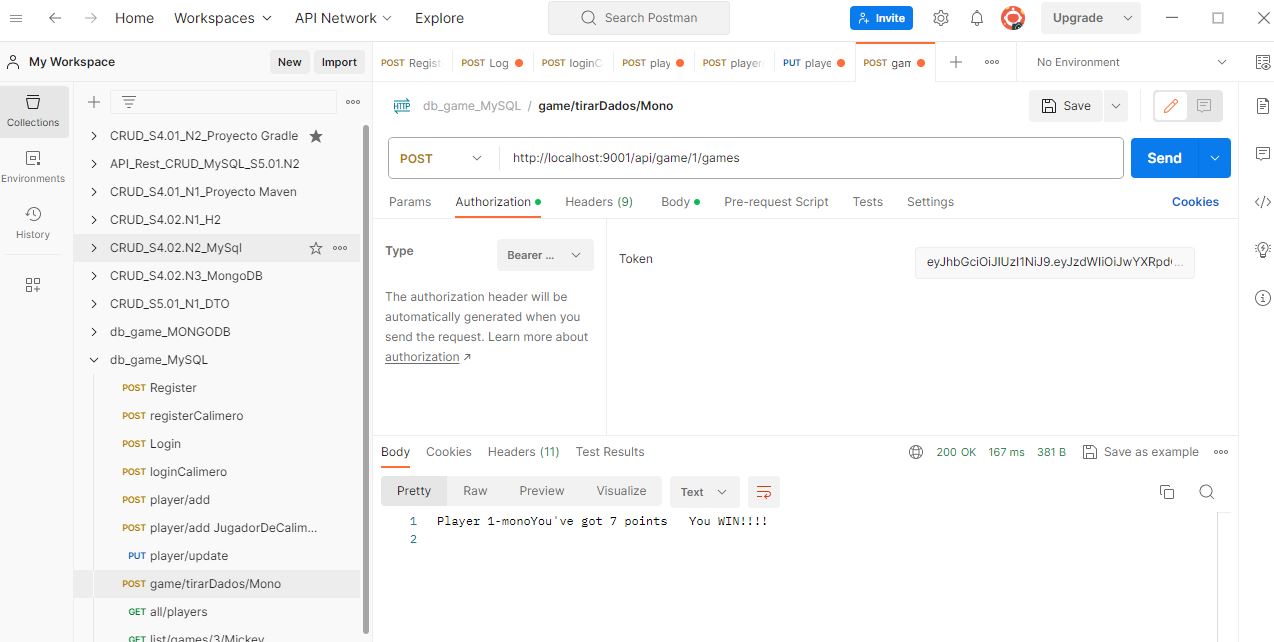 Home Workspaces API Network Explore Search Postman Invite Upgrade
My Workspace New Import
POST Regist POST Log POST loginC POST play POST player PUT playe POST gam No Environment
Collections
Environments
History
CRUD_S4.01_N2_Proyecto Gradle
API_Rest_CRUD_MySQL_S5.01.N2
CRUD_S4.01_N1_Proyecto Maven
CRUD_S4.02.N1_H2
CRUD_S4.02.N2_MySql
CRUD_S4.02.N3_MongoDB
CRUD_S5.01_N1_DTO
db_game_MONGODB
db_game_MySQL
POST Register
POST registerCalimero
POST Login
POST loginCalimero
POST player/add
POST player/add JugadorDeCalim...
PUT player/update
POST game/tirarDados/Mono
GET all/players
GET list/games/3/Mickey
HTTP db_game_MySQL / game/tirarDados/Mono Save
POST http://localhost:9001/api/game/1/games Send
Params Authorization Headers (9) Body Pre-request Script Tests Settings Cookies
Type Bearer ...
The authorization header will be
automatically generated when you
send the request. Learn more about
authorization ↗
Token eyJhbGciOiJIUzI1NiJ9.eyJzdWIiOiJwYXRpd...
Body Cookies Headers (11) Test Results 200 OK 167 ms 381 B Save as example
Pretty Raw Preview Visualize Text
1 Player 1-monoYou've got 7 points You WIN!!!!
2